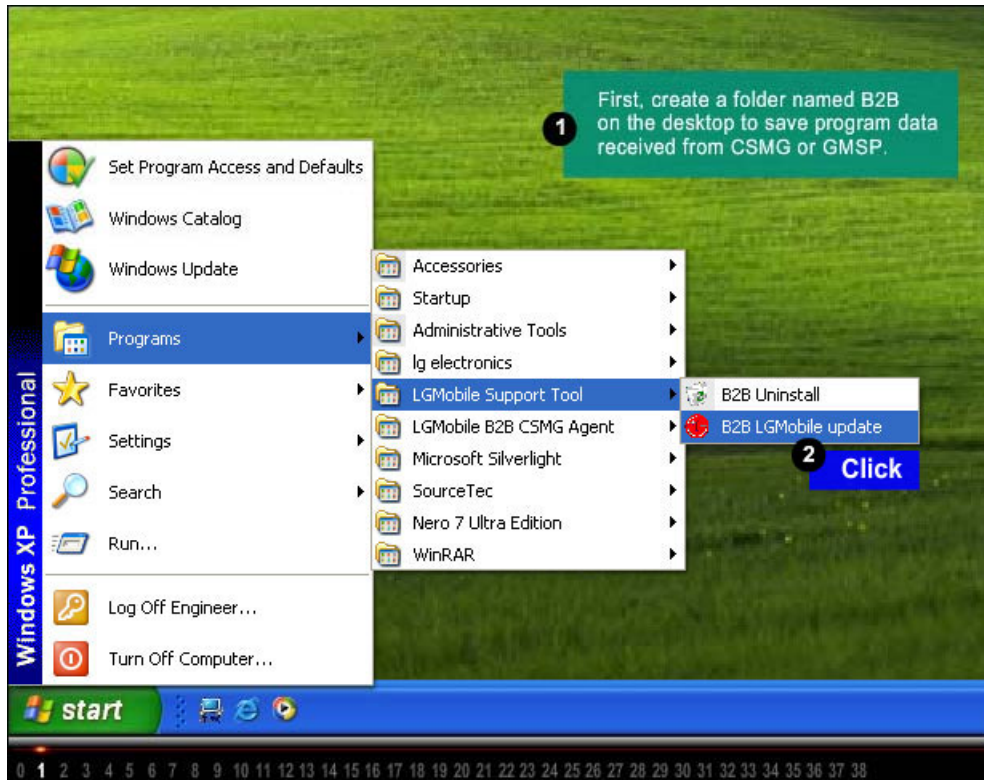 First, create a folder named B2B
on the desktop to save program data
received from CSMG or GMSP.
1
Set Program Access and Defaults
Windows Catalog
Windows Update
Programs
Favorites
Settings
Search
Run...
Log Off Engineer...
Turn Off Computer...
Windows XP Professional
Accessories
Startup
Administrative Tools
lg electronics
LGMobile Support Tool
LGMobile B2B CSMG Agent
Microsoft Silverlight
SourceTec
Nero 7 Ultra Edition
WinRAR
B2B Uninstall
B2B LGMobile update
2
Click
start
0 1 2 3 4 5 6 7 8 9 10 11 12 13 14 15 16 17 18 19 20 21 22 23 24 25 26 27 28 29 30 31 32 33 34 35 36 37 38